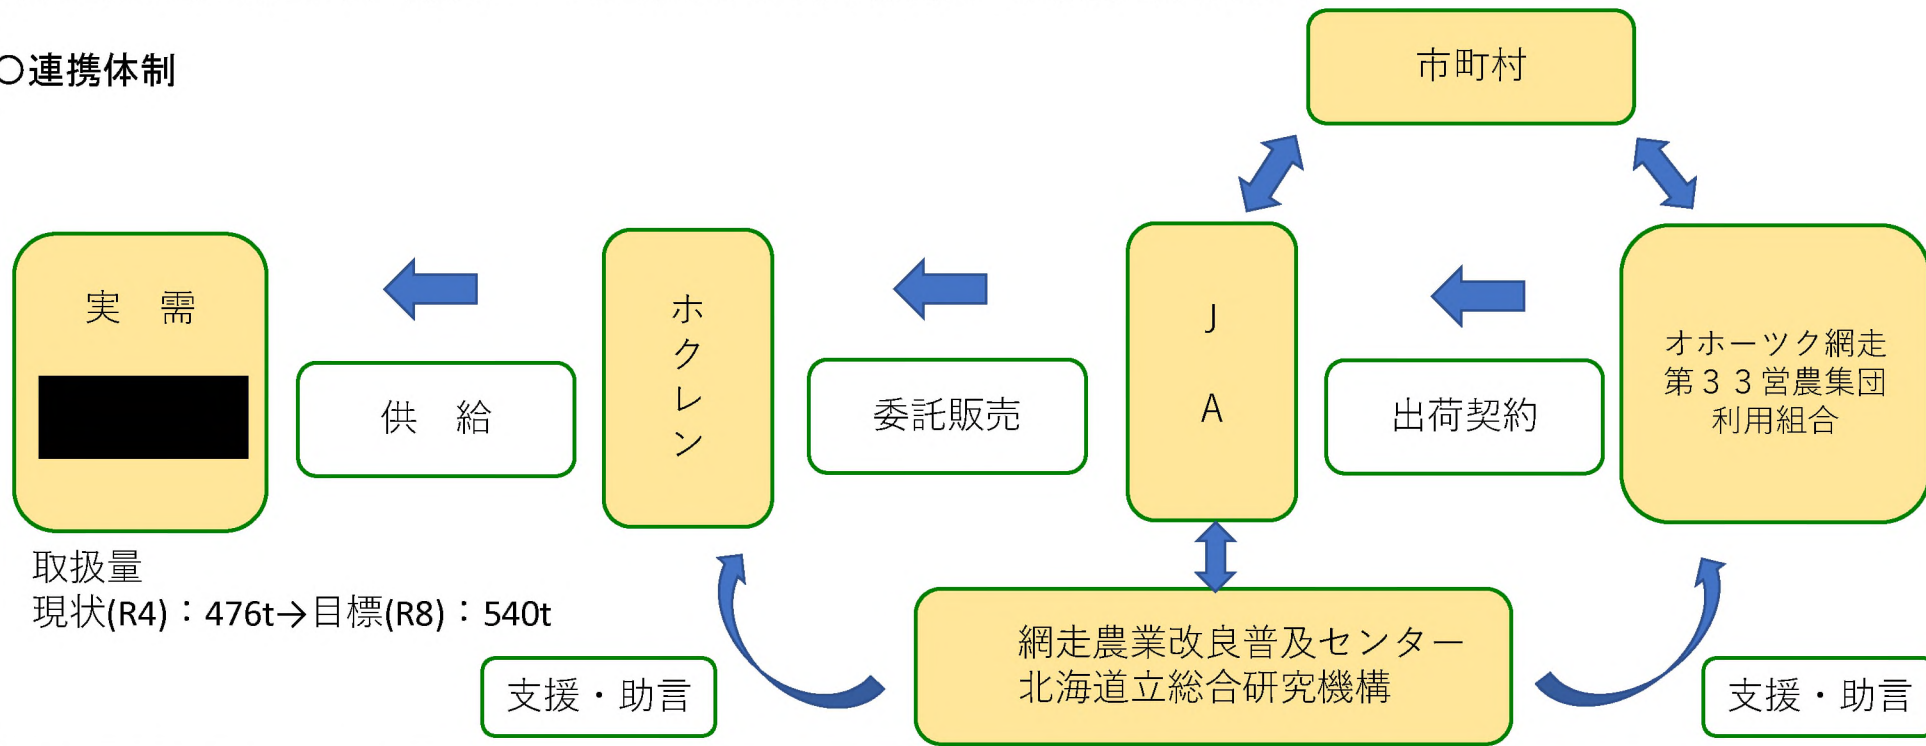 ○連携体制
市町村
実　需
供　給
ホクレン
委託販売
J
A
出荷契約
オホーツク網走
第３３営農集団
利用組合
取扱量
現状(R4)：476t→目標(R8)：540t
支援・助言
網走農業改良普及センター
北海道立総合研究機構
支援・助言